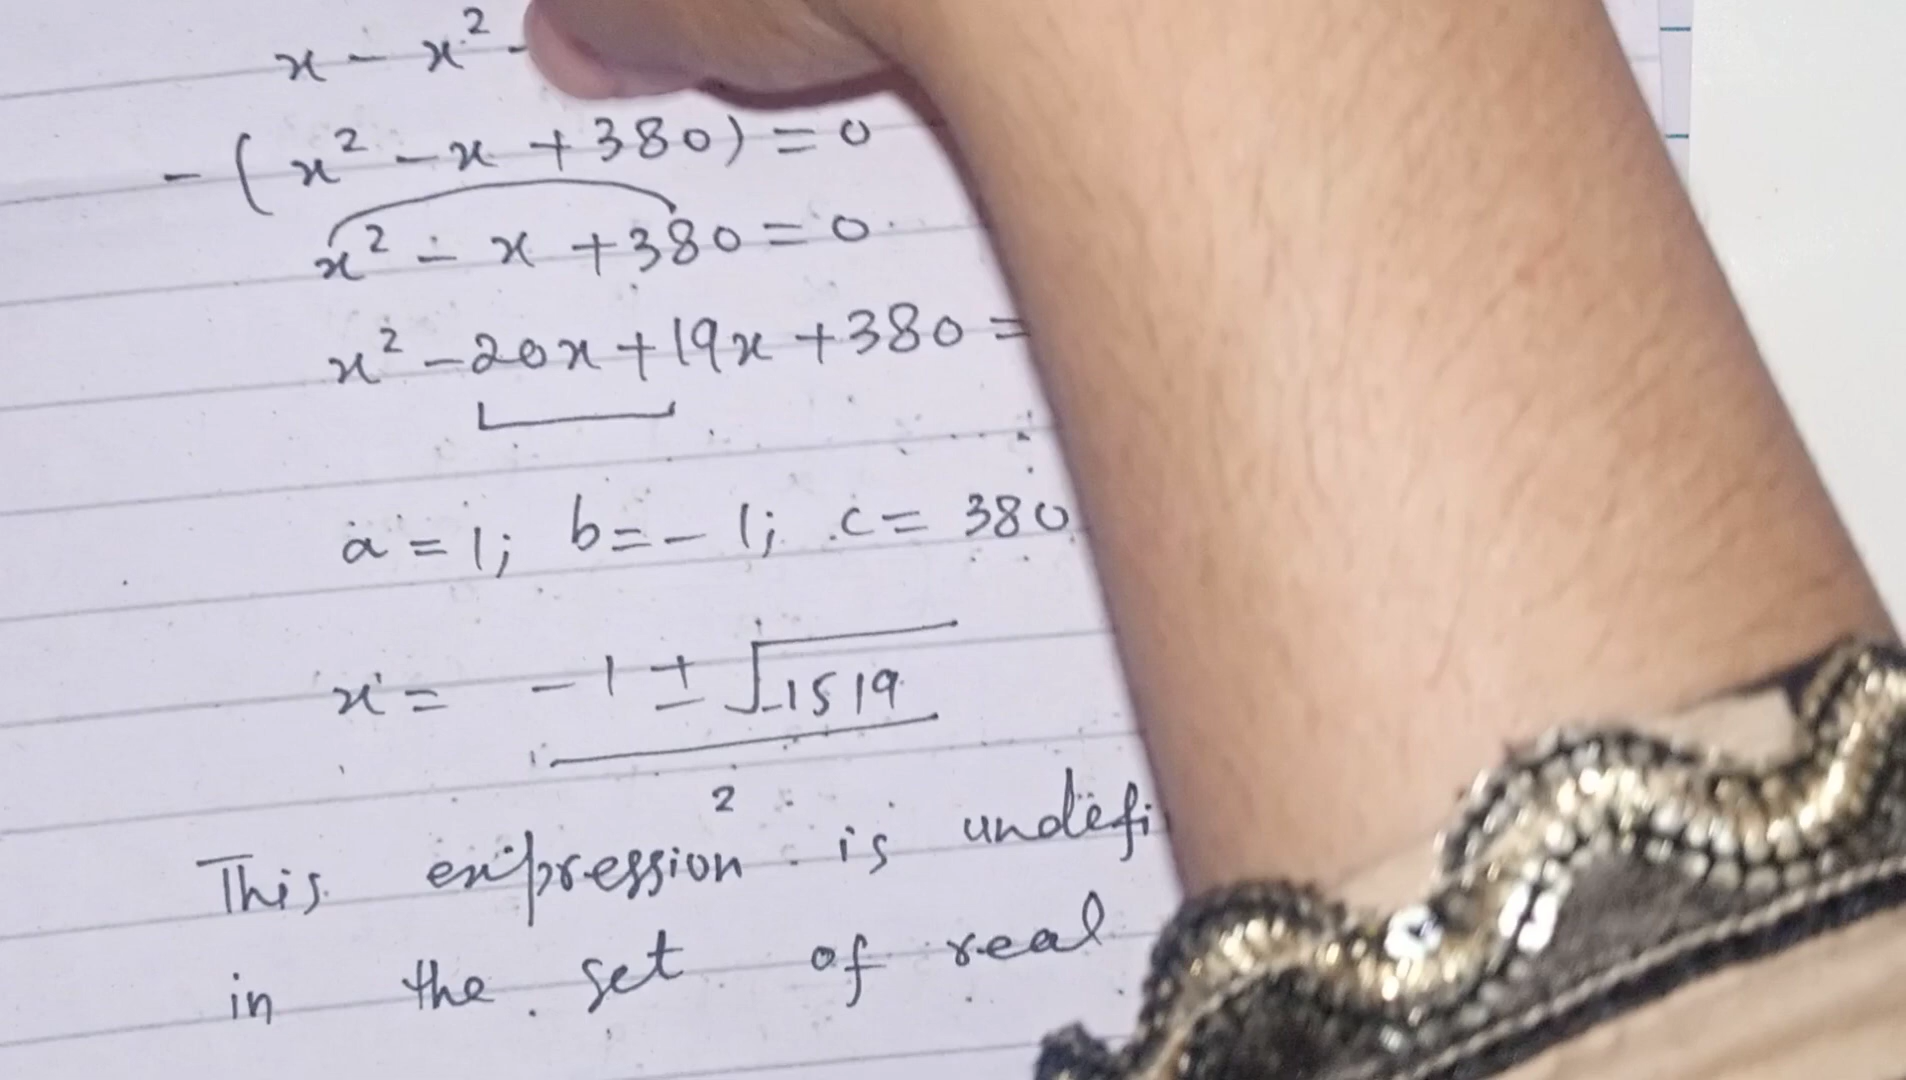 x - x² -
- (x² - x + 380) = 0
x² - x + 380 = 0
x² - 20x + 19x + 380 =
a = 1; b = - 1; c = 380
x = - 1 ± √-1519
2
This expression is undefi
in the set of real